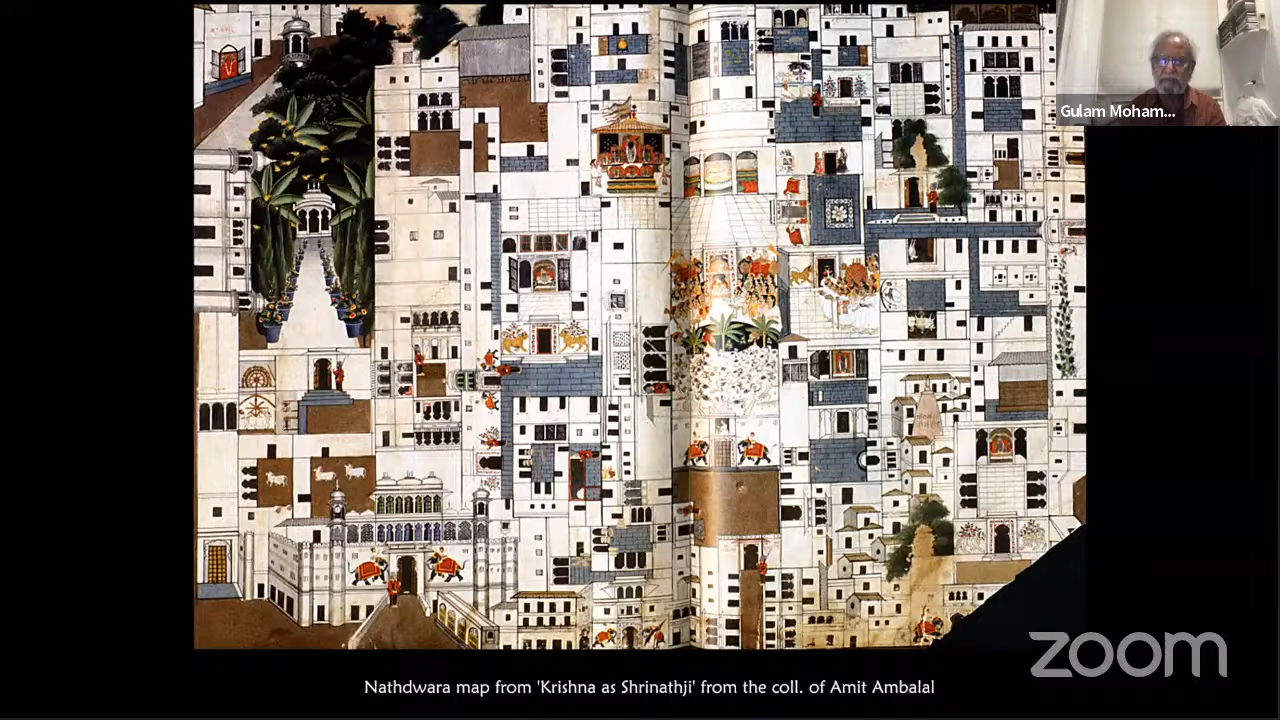 Gulam Moham...
zoom
Nathdwara map from 'Krishna as Shrinathji' from the coll. of Amit Ambalal